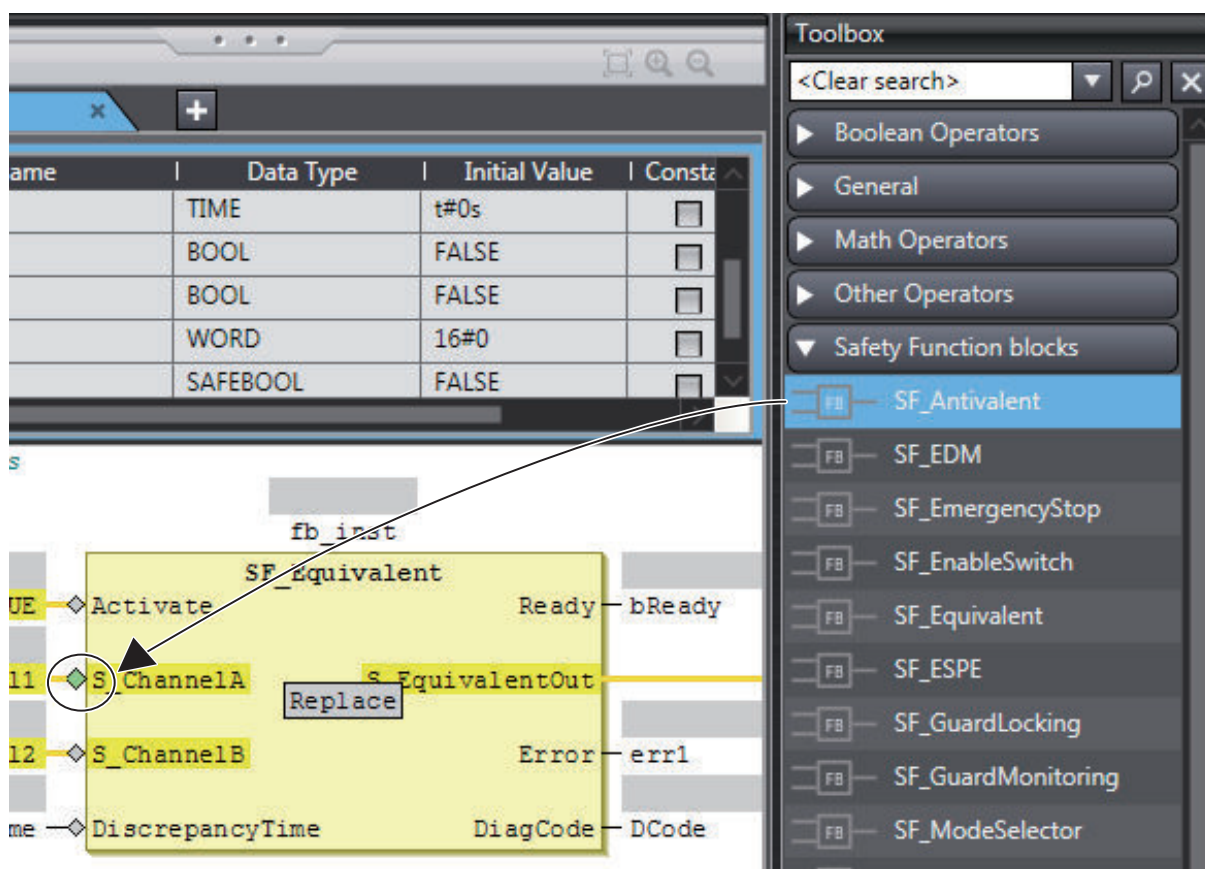 Toolbox
<Clear search>
Boolean Operators
General
Math Operators
Other Operators
Safety Function blocks
SF_Antivalent
SF_EDM
SF_EmergencyStop
SF_EnableSwitch
SF_Equivalent
SF_ESPE
SF_GuardLocking
SF_GuardMonitoring
SF_ModeSelector
ame Data Type Initial Value Consta
TIME t#0s
BOOL FALSE
BOOL FALSE
WORD 16#0
SAFEBOOL FALSE
s
fb_inst
SF_Equivalent
UE Activate Ready bReady
l1 S_ChannelA S_EquivalentOut
Replace
l2 S_ChannelB Error err1
me DiscrepancyTime DiagCode DCode